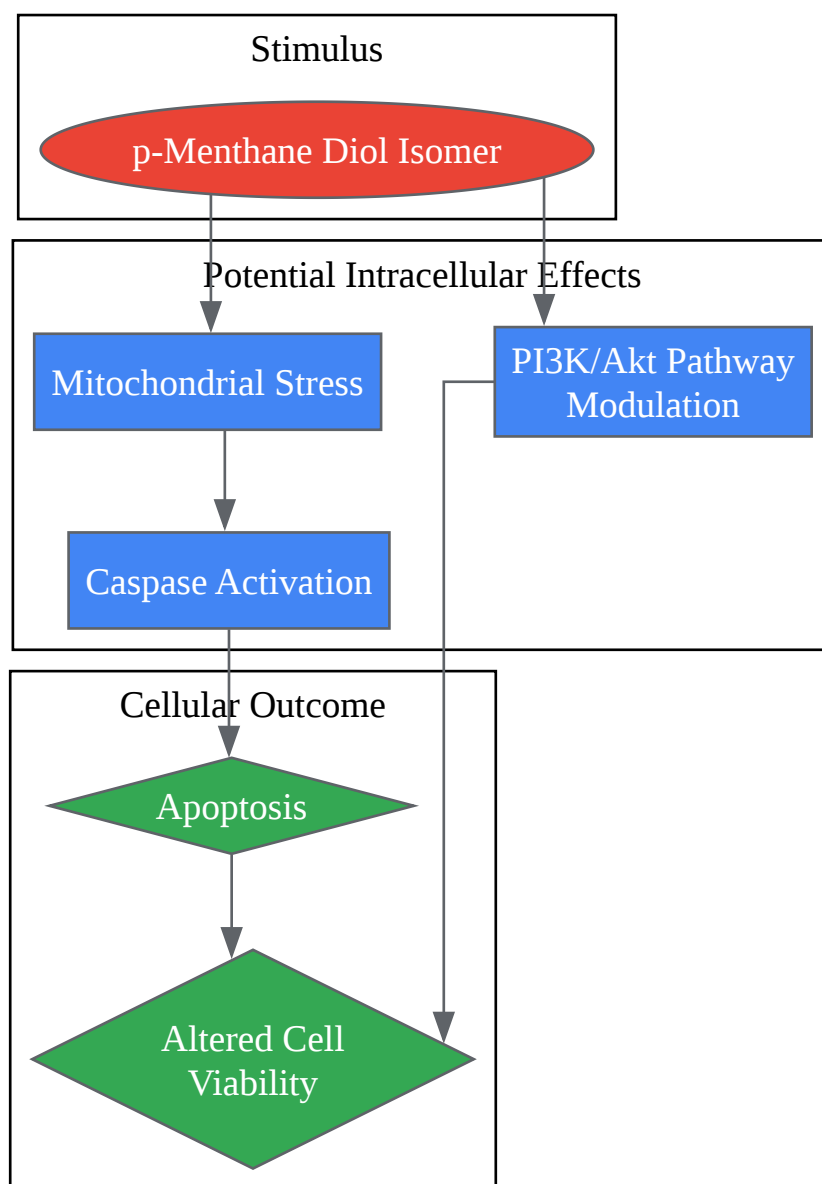 Stimulus
p-Menthane Diol Isomer
Potential Intracellular Effects
Mitochondrial Stress
PI3K/Akt Pathway
Modulation
Caspase Activation
Cellular Outcome
Apoptosis
Altered Cell
Viability